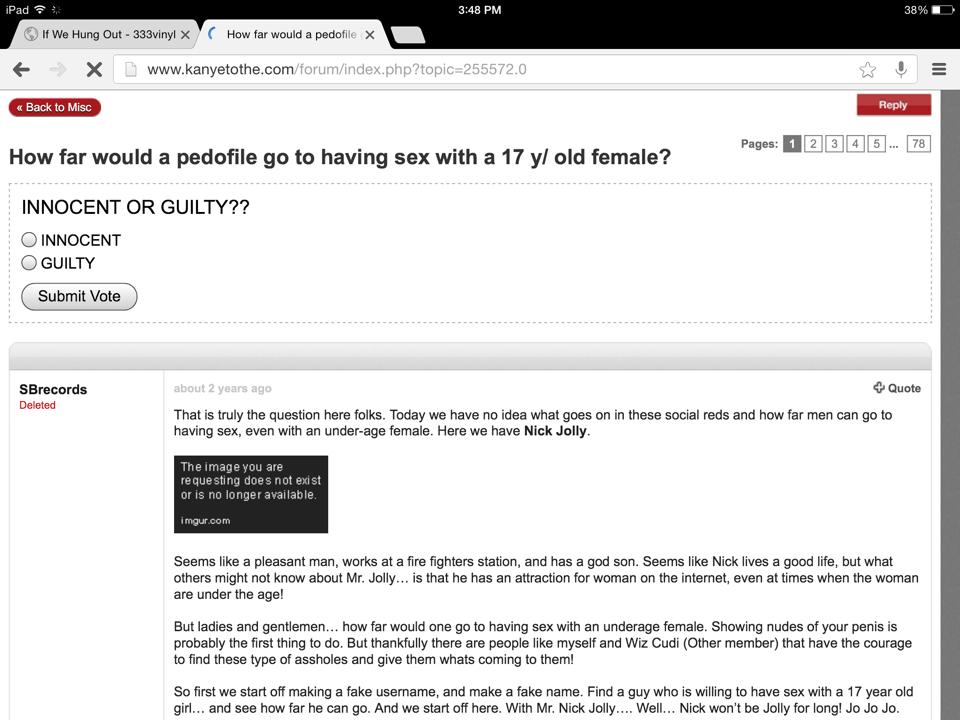 iPad 3:48 PM 38%
If We Hung Out - 333vinyl How far would a pedofile
www.kanyetothe.com/forum/index.php?topic=255572.0
« Back to Misc Reply
Pages: 1 2 3 4 5 ... 78
How far would a pedofile go to having sex with a 17 y/ old female?
INNOCENT OR GUILTY??
INNOCENT
GUILTY
Submit Vote
SBrecords about 2 years ago Quote
Deleted
That is truly the question here folks. Today we have no idea what goes on in these social reds and how far men can go to
having sex, even with an under-age female. Here we have Nick Jolly.
The image you are
requesting does not exist
or is no longer available.
imgur.com
Seems like a pleasant man, works at a fire fighters station, and has a god son. Seems like Nick lives a good life, but what
others might not know about Mr. Jolly… is that he has an attraction for woman on the internet, even at times when the woman
are under the age!
But ladies and gentlemen… how far would one go to having sex with an underage female. Showing nudes of your penis is
probably the first thing to do. But thankfully there are people like myself and Wiz Cudi (Other member) that have the courage
to find these type of assholes and give them whats coming to them!
So first we start off making a fake username, and make a fake name. Find a guy who is willing to have sex with a 17 year old
girl… and see how far he can go. And we start off here. With Mr. Nick Jolly…. Well… Nick won't be Jolly for long! Jo Jo Jo.